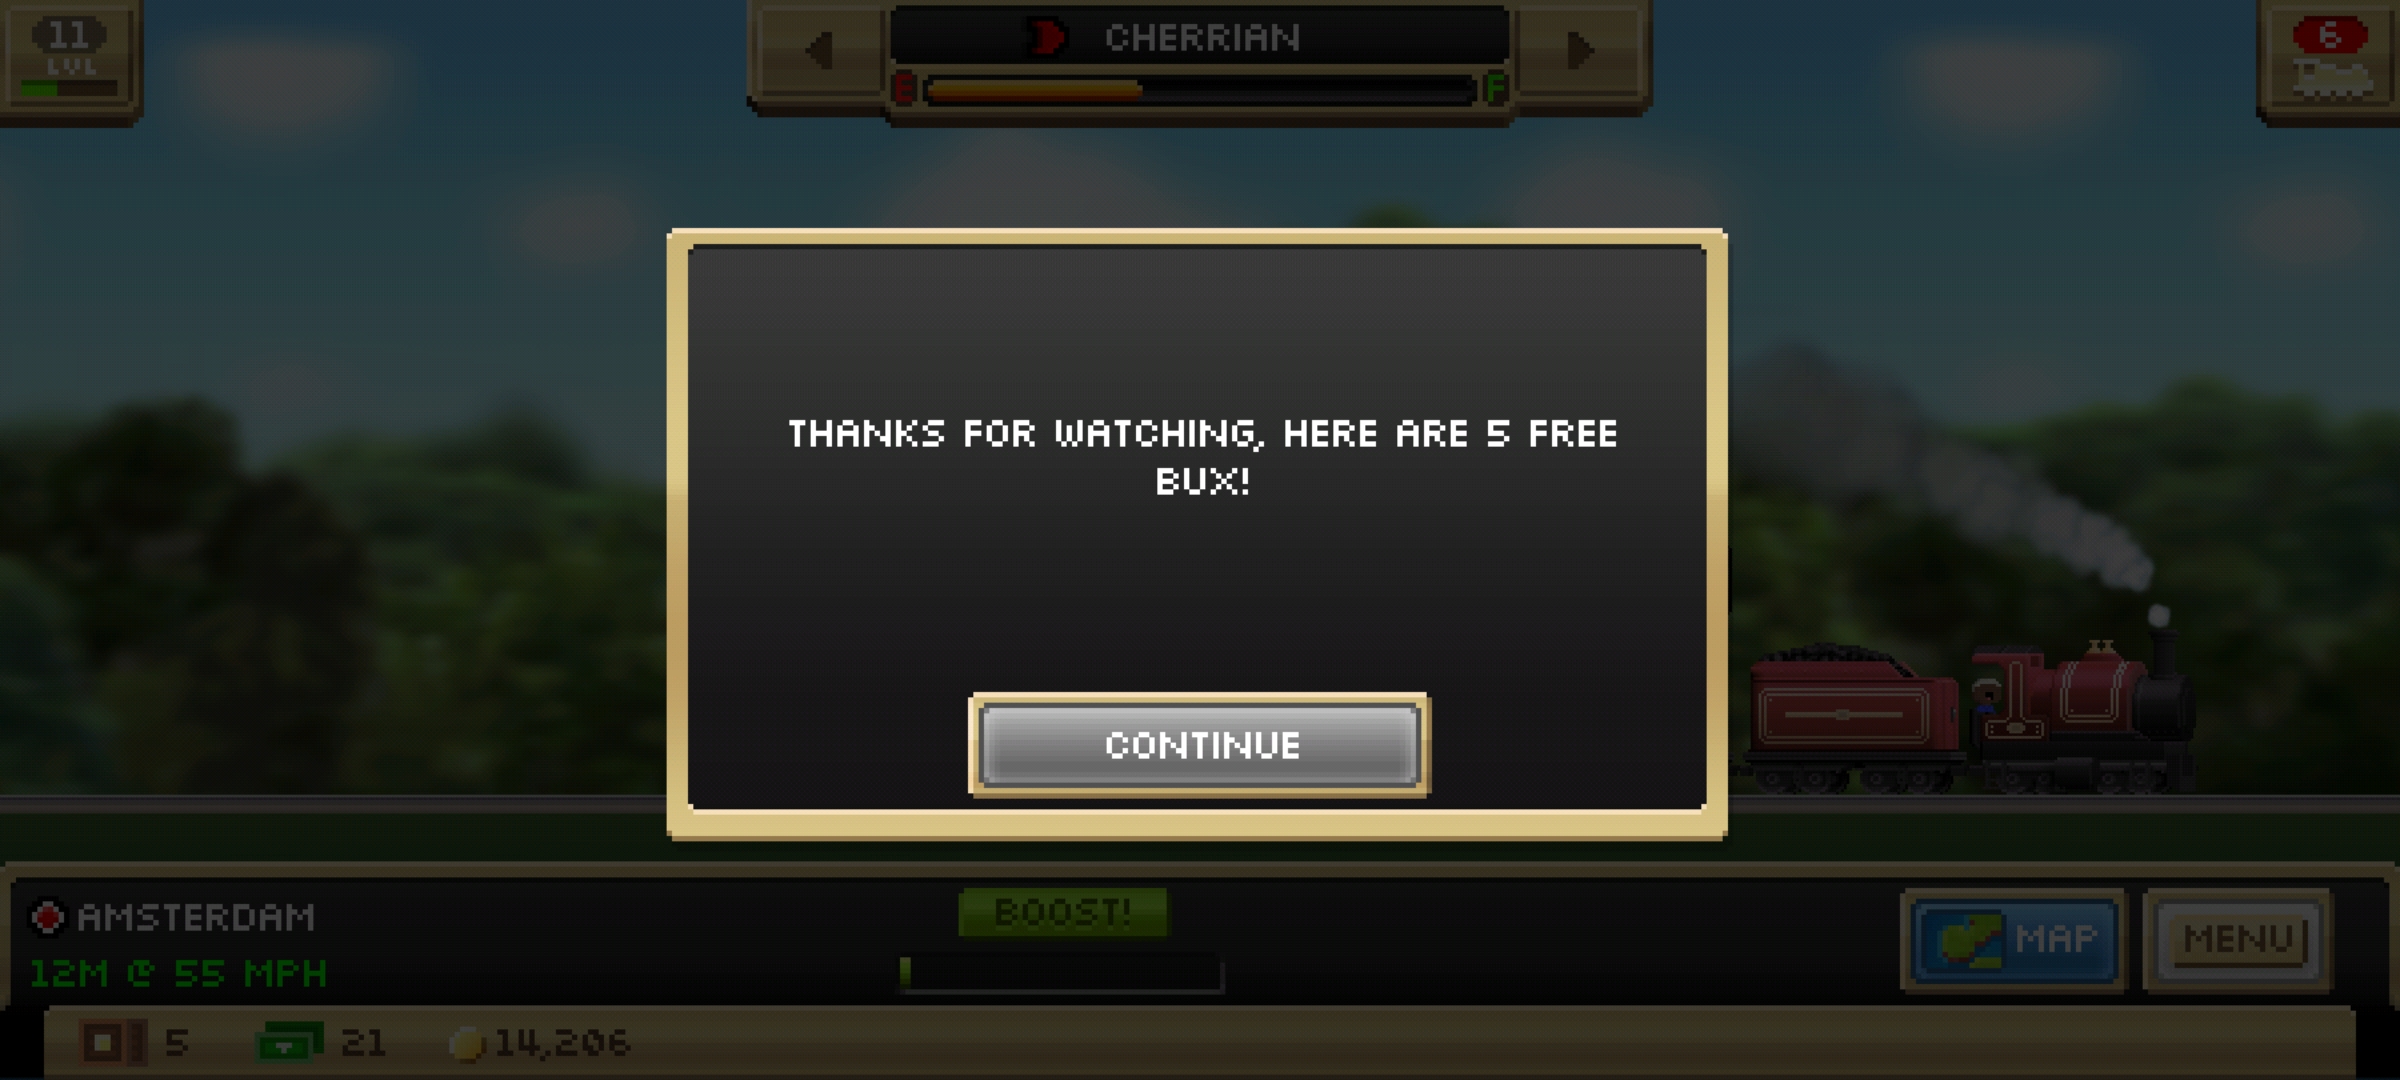 11
LVL
CHERRIAN
E
F
6
THANKS FOR WATCHING, HERE ARE 5 FREE
BUX!
CONTINUE
AMSTERDAM
12M @ 55 MPH
BOOST!
MAP
MENU
5
21
14,206